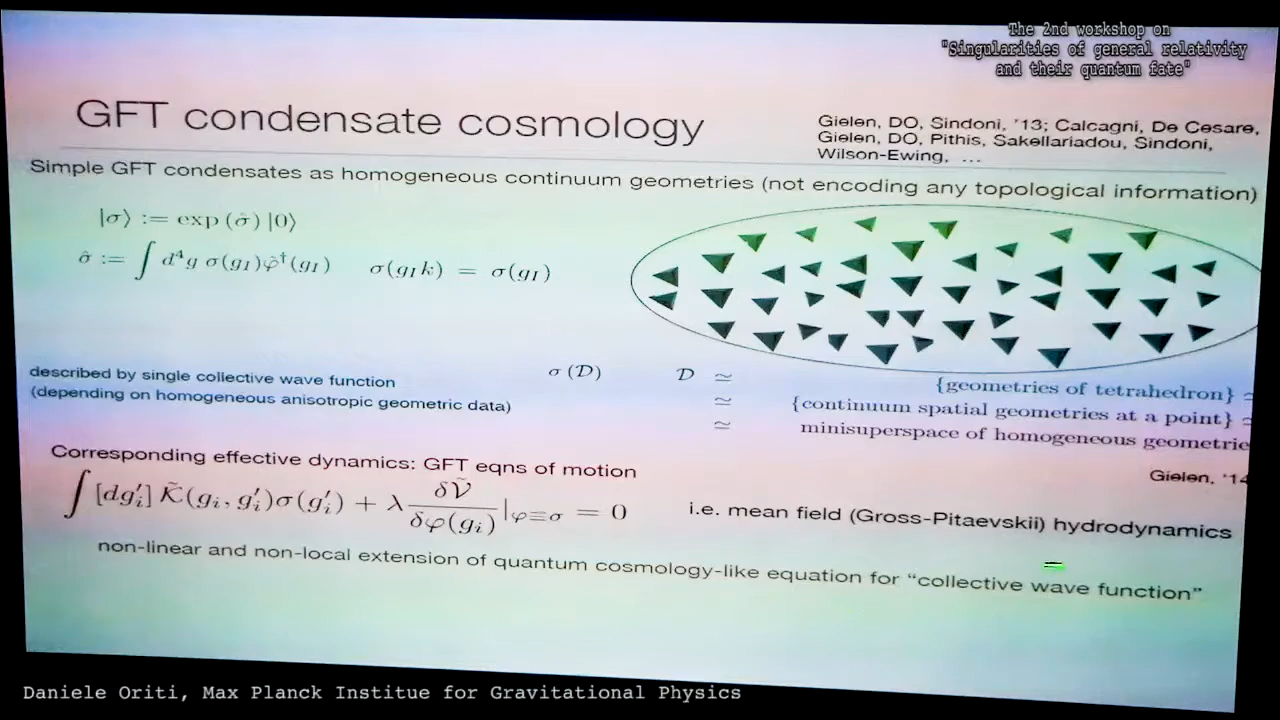 The 2nd workshop on
"Singularities of general relativity
and their quantum fate"
GFT condensate cosmology
Gielen, DO, Sindoni, '13; Calcagni, De Cesare,
Gielen, DO, Pithis, Sakellariadou, Sindoni,
Wilson-Ewing, ...
Simple GFT condensates as homogeneous continuum geometries (not encoding any topological information)
|σ⟩ := exp (σ̂) |0⟩
σ̂ := ∫ d⁴g σ(g_I)φ̂†(g_I)   σ(g_I k) = σ(g_I)
described by single collective wave function
(depending on homogeneous anisotropic geometric data)
σ (𝒟)   𝒟 ≃ {geometries of tetrahedron} ≃
≃ {continuum spatial geometries at a point} ≃
≃ minisuperspace of homogeneous geometrie
Gielen, '14
Corresponding effective dynamics: GFT eqns of motion
∫ [dg′_i] 𝒦̃(g_i, g′_i)σ(g′_i) + λ δ𝒱̃/δφ(g_i) |_{φ≡σ} = 0
i.e. mean field (Gross-Pitaevskii) hydrodynamics
non-linear and non-local extension of quantum cosmology-like equation for “collective wave function”
Daniele Oriti, Max Planck Institue for Gravitational Physics